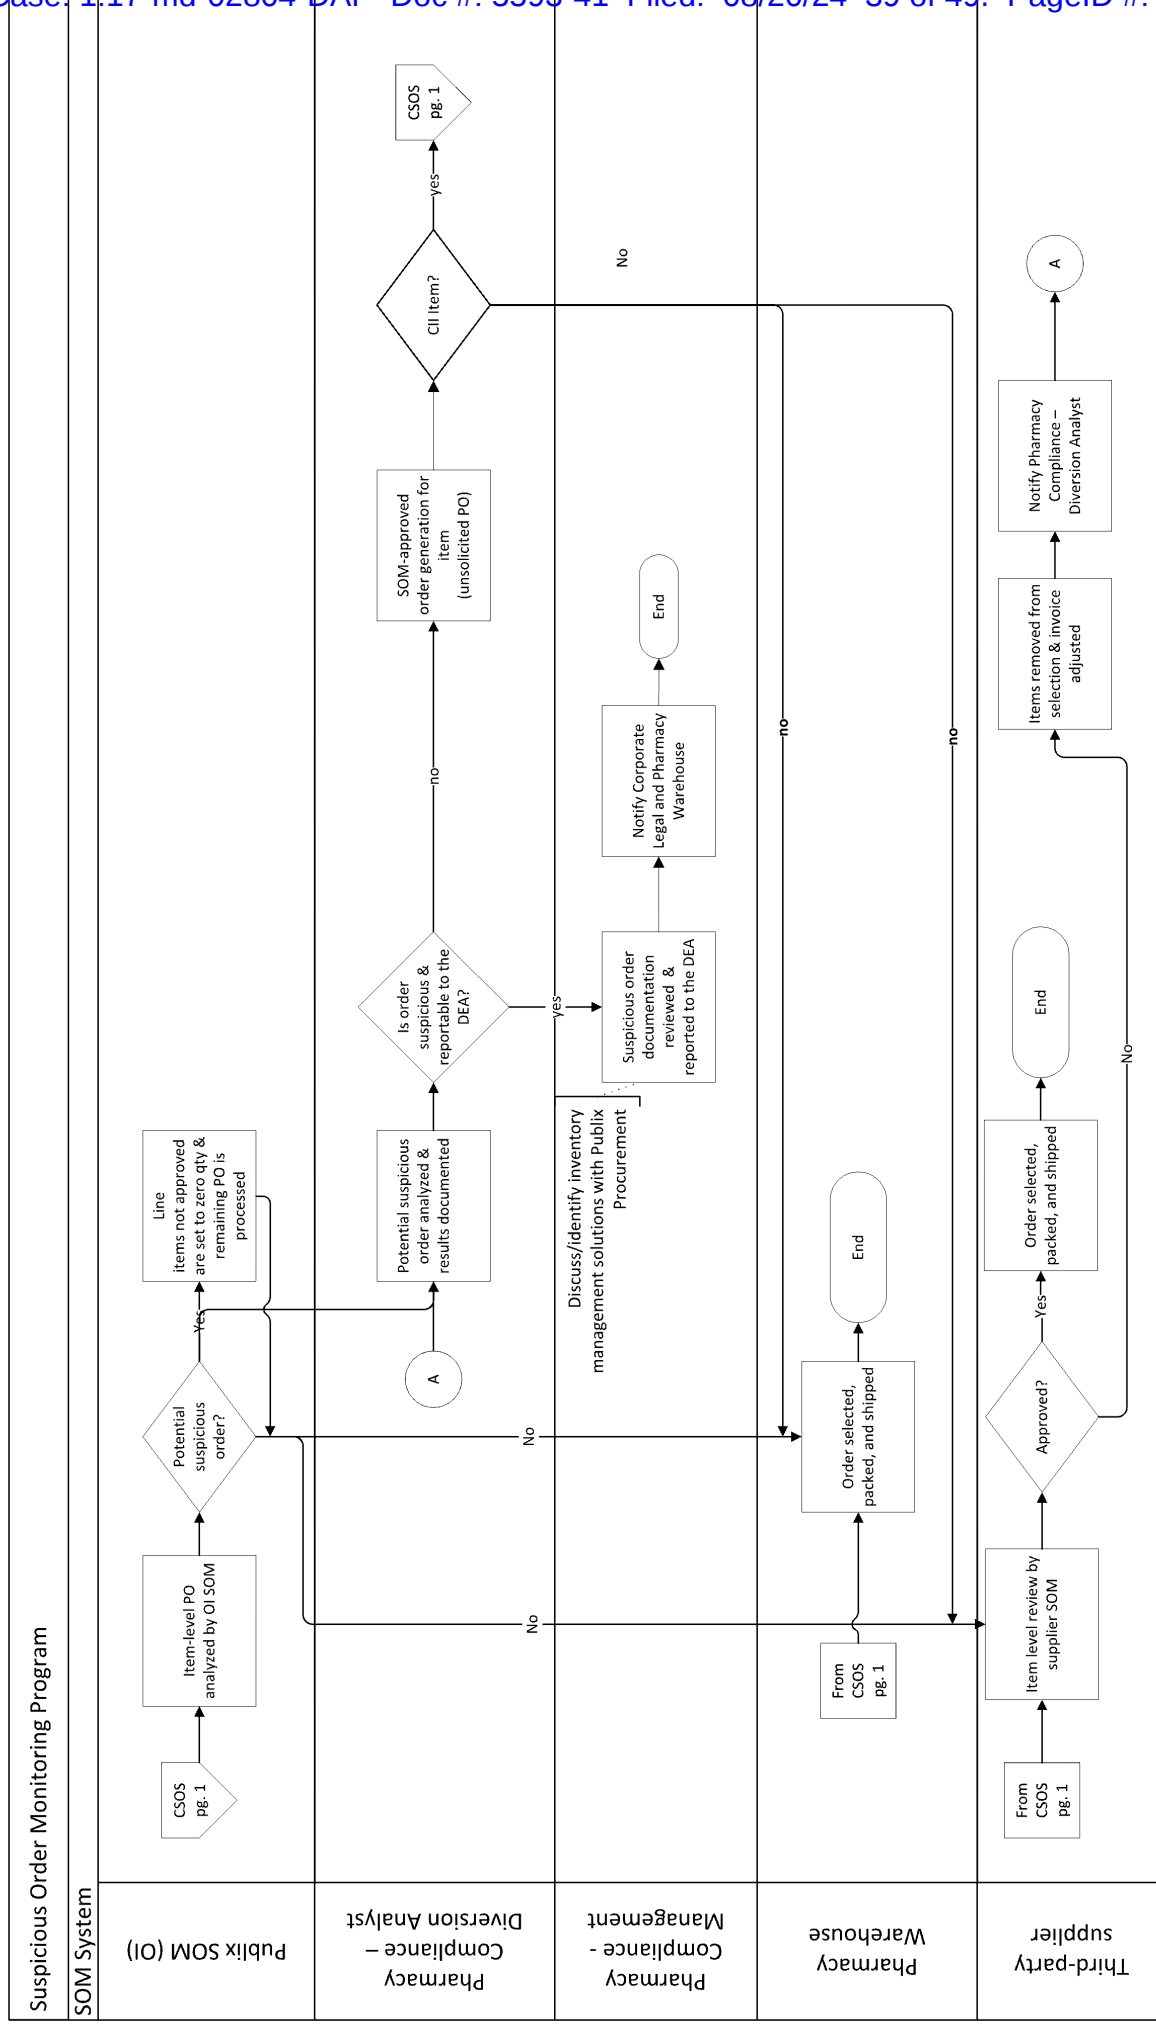 Case: 1:17-md-02804-DAP Doc #: 5595-41 Filed: 08/26/24 39 of 49. PageID #:
Suspicious Order Monitoring Program
SOM System
Publix SOM (OI)
CSOS
pg. 1
Item-level PO
analyzed by OI SOM
Potential
suspicious
order?
Yes
Line
items not approved
are set to zero qty &
remaining PO is
processed
No
No
Pharmacy
Compliance –
Diversion Analyst
A
Potential suspicious
order analyzed &
results documented
Is order
suspicious &
reportable to the
DEA?
no
yes
SOM-approved
order generation for
item
(unsolicited PO)
CII Item?
yes
CSOS
pg. 1
Pharmacy
Compliance -
Management
Discuss/identify inventory
management solutions with Publix
Procurement
Suspicious order
documentation
reviewed &
reported to the DEA
Notify Corporate
Legal and Pharmacy
Warehouse
End
No
Pharmacy
Warehouse
From
CSOS
pg. 1
Order selected,
packed, and shipped
End
no
no
Third-party
supplier
From
CSOS
pg. 1
Item level review by
supplier SOM
Approved?
Yes
Order selected,
packed, and shipped
End
No
Items removed from
selection & invoice
adjusted
Notify Pharmacy
Compliance –
Diversion Analyst
A